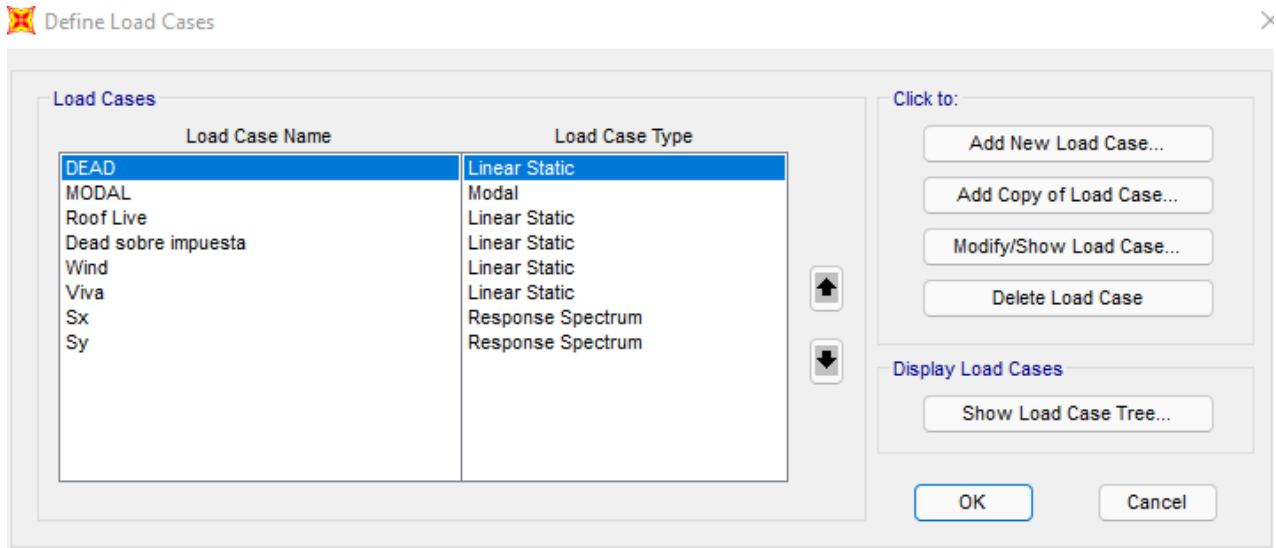 Define Load Cases
Load Cases
Click to:
Load Case Name Load Case Type
DEAD Linear Static
MODAL Modal
Roof Live Linear Static
Dead sobre impuesta Linear Static
Wind Linear Static
Viva Linear Static
Sx Response Spectrum
Sy Response Spectrum
Add New Load Case...
Add Copy of Load Case...
Modify/Show Load Case...
Delete Load Case
Display Load Cases
Show Load Case Tree...
OK Cancel